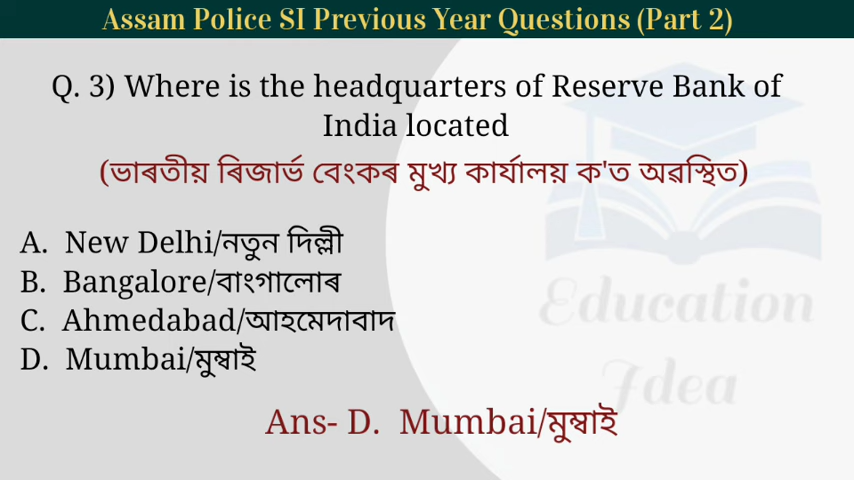 Assam Police SI Previous Year Questions (Part 2)
Q. 3) Where is the headquarters of Reserve Bank of
India located
(ভাৰতীয় ৰিজাৰ্ভ বেংকৰ মুখ্য কাৰ্যালয় ক'ত অৱস্থিত)
A. New Delhi/নতুন দিল্লী
B. Bangalore/বাংগালোৰ
C. Ahmedabad/আহমেদাবাদ
D. Mumbai/মুম্বাই
Ans- D. Mumbai/মুম্বাই
Education
Idea